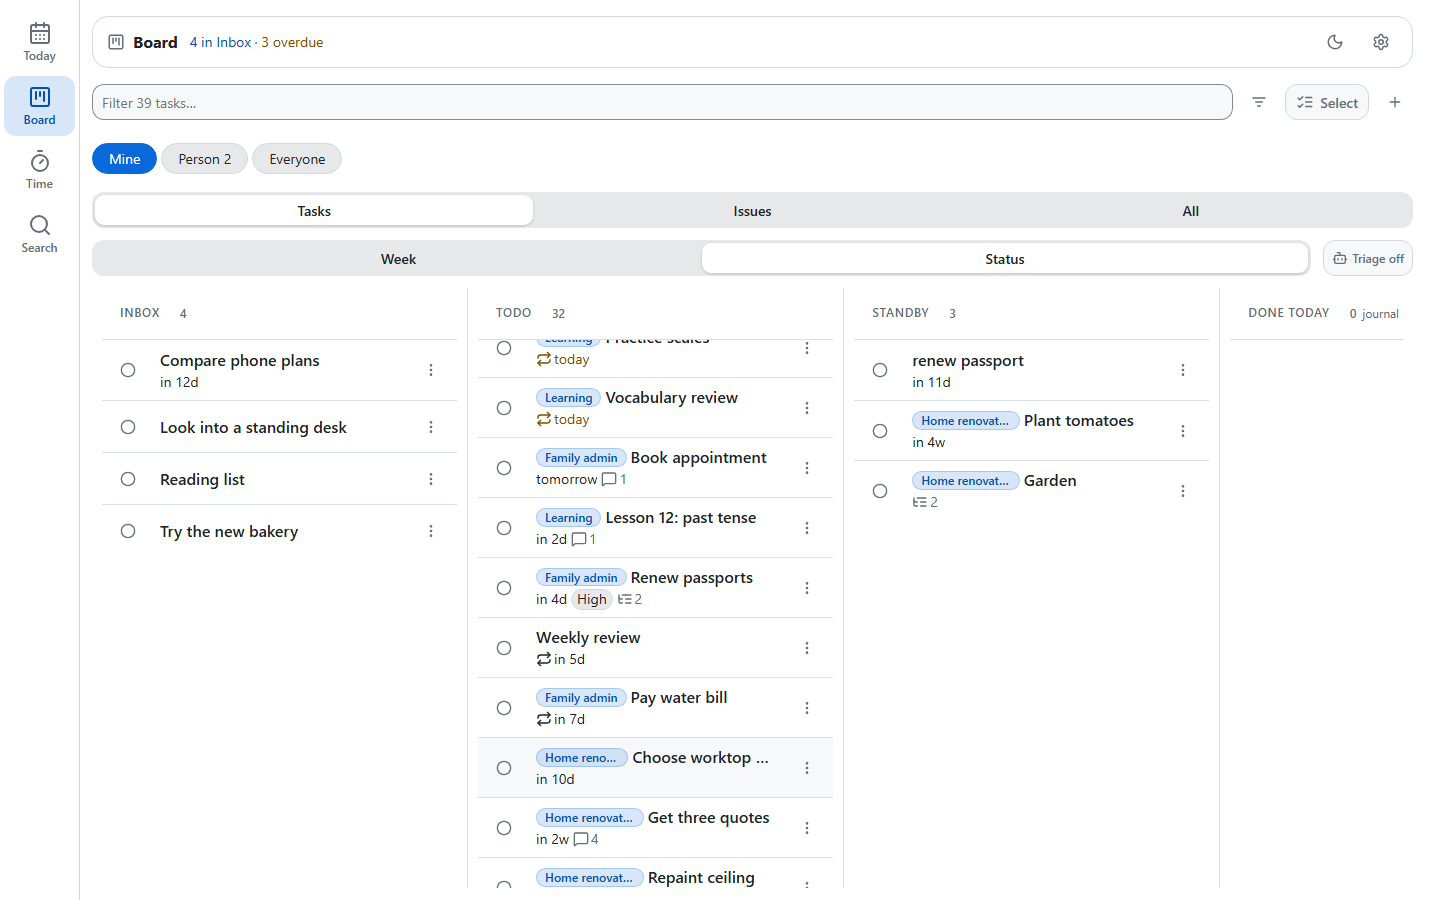 Today
Board
Time
Search
Board 4 in Inbox · 3 overdue
Filter 39 tasks...
Select
Mine
Person 2
Everyone
Tasks
Issues
All
Week
Status
Triage off
INBOX 4
Compare phone plans
in 12d
Look into a standing desk
Reading list
Try the new bakery
TODO 32
Learning Practice scales
today
Learning Vocabulary review
today
Family admin Book appointment
tomorrow 1
Learning Lesson 12: past tense
in 2d 1
Family admin Renew passports
in 4d High 2
Weekly review
in 5d
Family admin Pay water bill
in 7d
Home reno... Choose worktop ...
in 10d
Home renovat... Get three quotes
in 2w 4
Home renovat... Repaint ceiling
STANDBY 3
renew passport
in 11d
Home renovat... Plant tomatoes
in 4w
Home renovat... Garden
2
DONE TODAY 0 journal